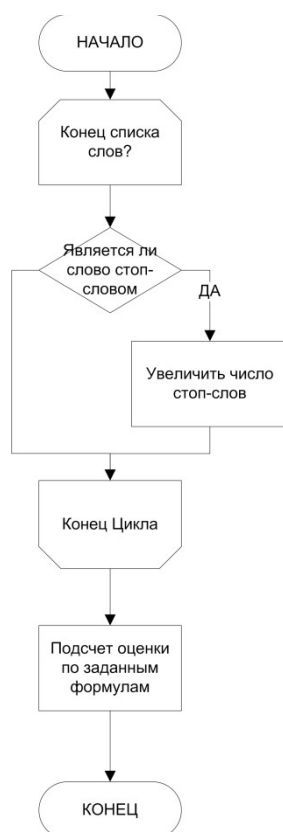 НАЧАЛО
Конец списка
слов?
Является ли
слово стоп-
словом
ДА
Увеличить число
стоп-слов
Конец Цикла
Подсчет оценки
по заданным
формулам
КОНЕЦ